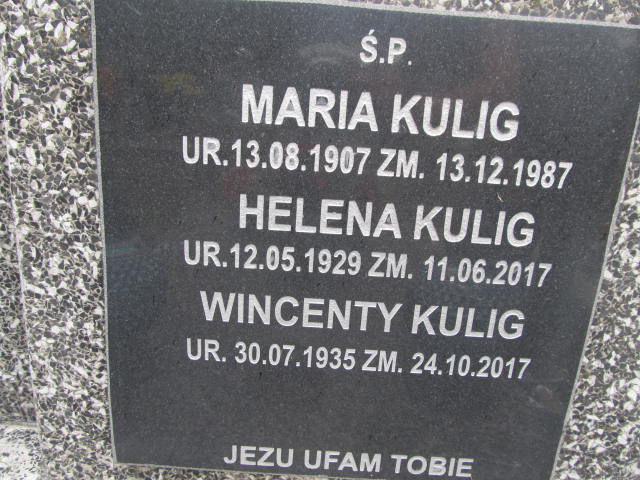 Ś.P.
MARIA KULIG
UR.13.08.1907 ZM. 13.12.1987
HELENA KULIG
UR.12.05.1929 ZM. 11.06.2017
WINCENTY KULIG
UR. 30.07.1935 ZM. 24.10.2017
JEZU UFAM TOBIE